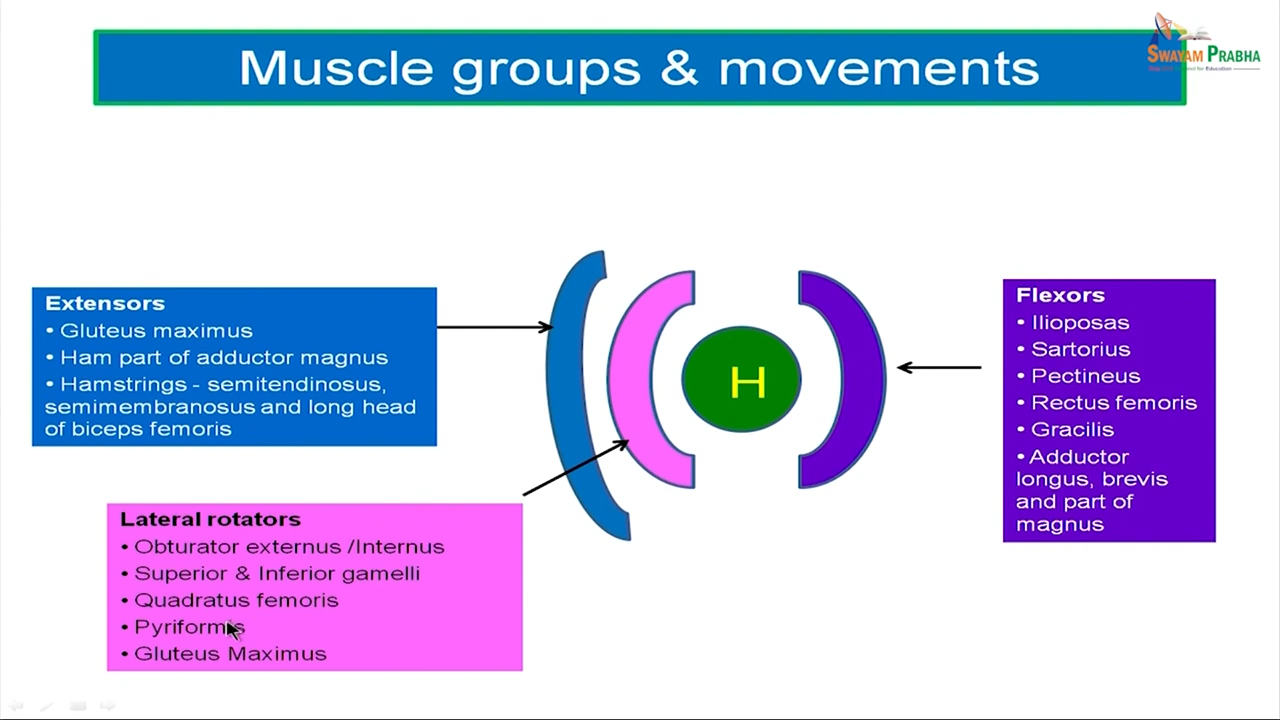 Muscle groups & movements
SWAYAM PRABHA
Extensors
• Gluteus maximus
• Ham part of adductor magnus
• Hamstrings - semitendinosus,
semimembranosus and long head
of biceps femoris
Lateral rotators
• Obturator externus /Internus
• Superior & Inferior gamelli
• Quadratus femoris
• Pyriformis
• Gluteus Maximus
H
Flexors
• Ilioposas
• Sartorius
• Pectineus
• Rectus femoris
• Gracilis
• Adductor
longus, brevis
and part of
magnus